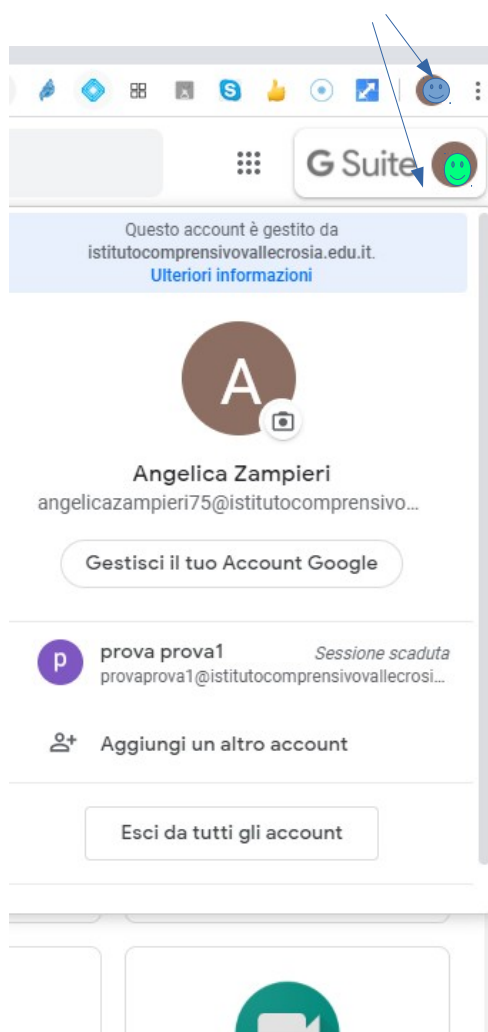 G Suite
Questo account è gestito da
istitutocomprensivovallecrosia.edu.it.
Ulteriori informazioni
A
Angelica Zampieri
angelicazampieri75@istitutocomprensivo...
Gestisci il tuo Account Google
p
prova prova1
Sessione scaduta
provaprova1@istitutocomprensivovallecrosi...
Aggiungi un altro account
Esci da tutti gli account